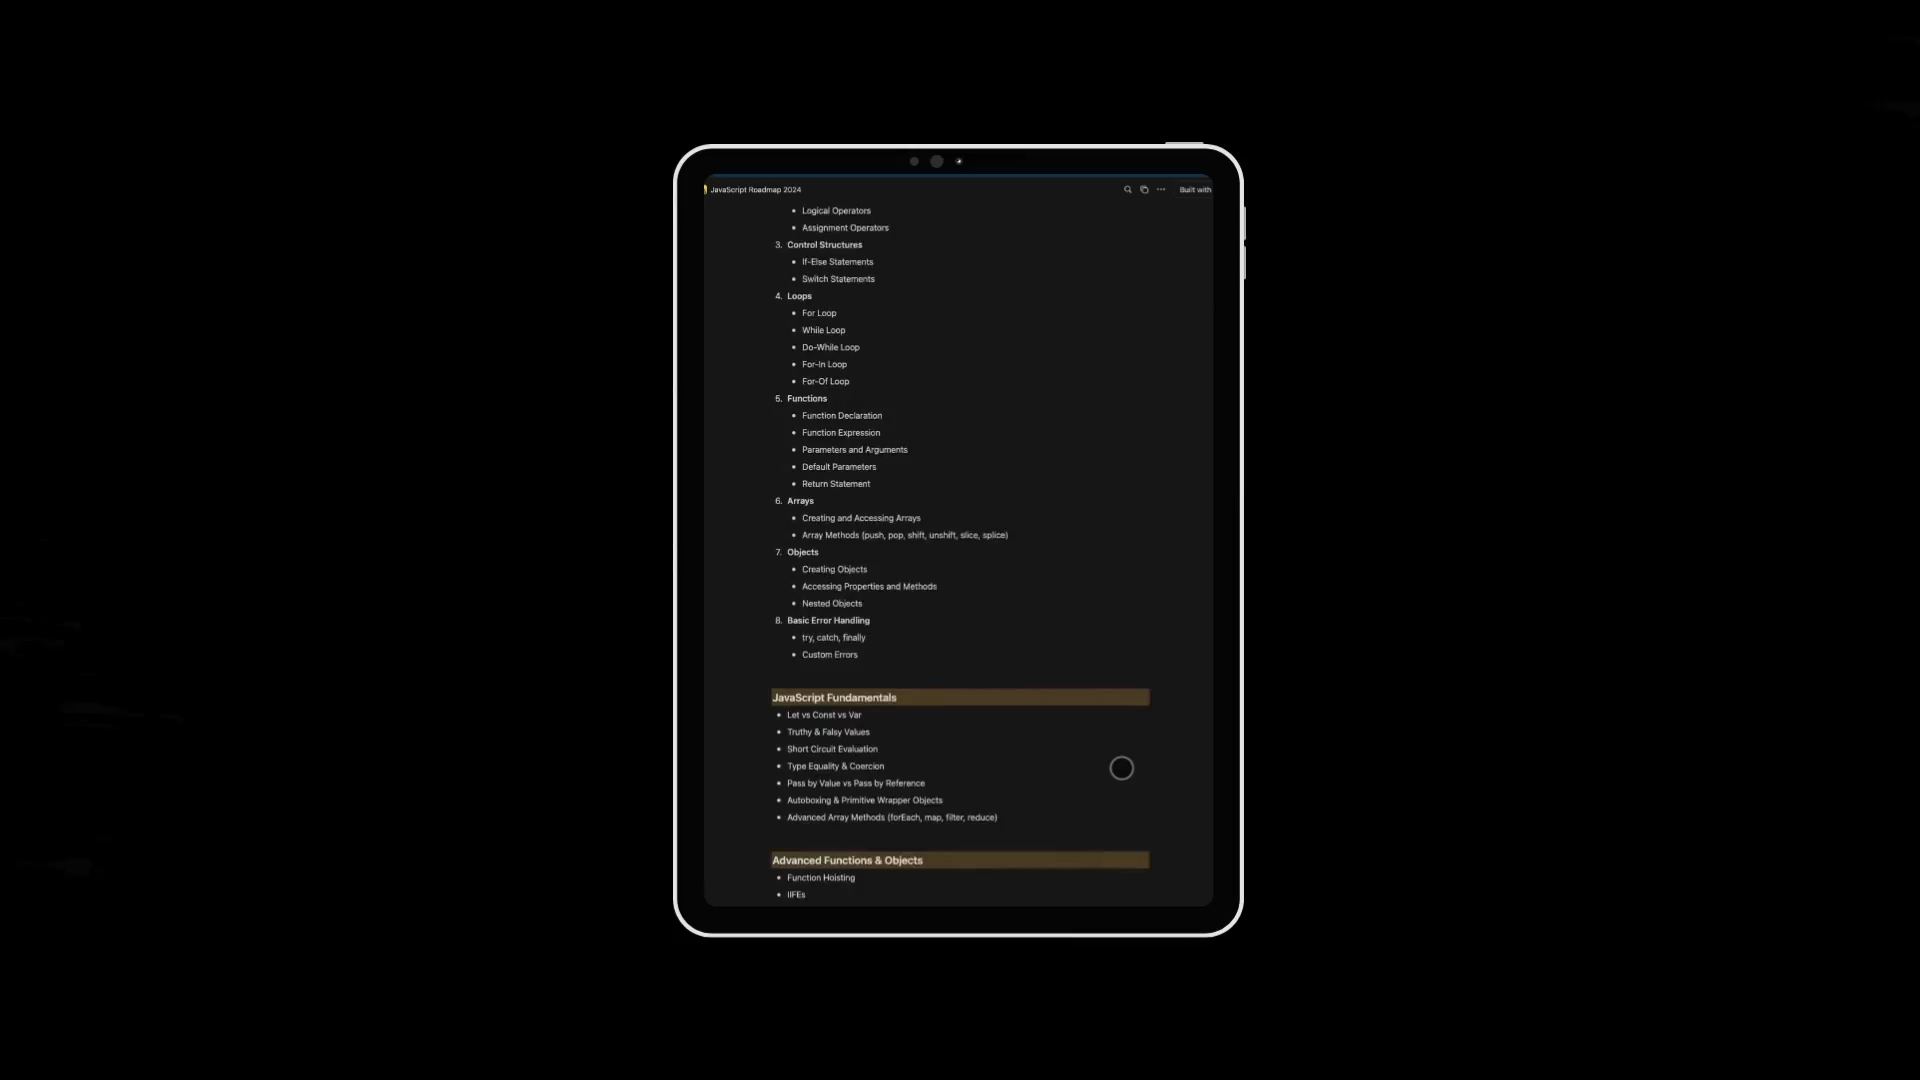 JavaScript Roadmap 2024
Built with
Logical Operators
Assignment Operators
3. Control Structures
If-Else Statements
Switch Statements
4. Loops
For Loop
While Loop
Do-While Loop
For-In Loop
For-Of Loop
5. Functions
Function Declaration
Function Expression
Parameters and Arguments
Default Parameters
Return Statement
6. Arrays
Creating and Accessing Arrays
Array Methods (push, pop, shift, unshift, slice, splice)
7. Objects
Creating Objects
Accessing Properties and Methods
Nested Objects
8. Basic Error Handling
try, catch, finally
Custom Errors
JavaScript Fundamentals
Let vs Const vs Var
Truthy & Falsy Values
Short Circuit Evaluation
Type Equality & Coercion
Pass by Value vs Pass by Reference
Autoboxing & Primitive Wrapper Objects
Advanced Array Methods (forEach, map, filter, reduce)
Advanced Functions & Objects
Function Hoisting
IIFEs